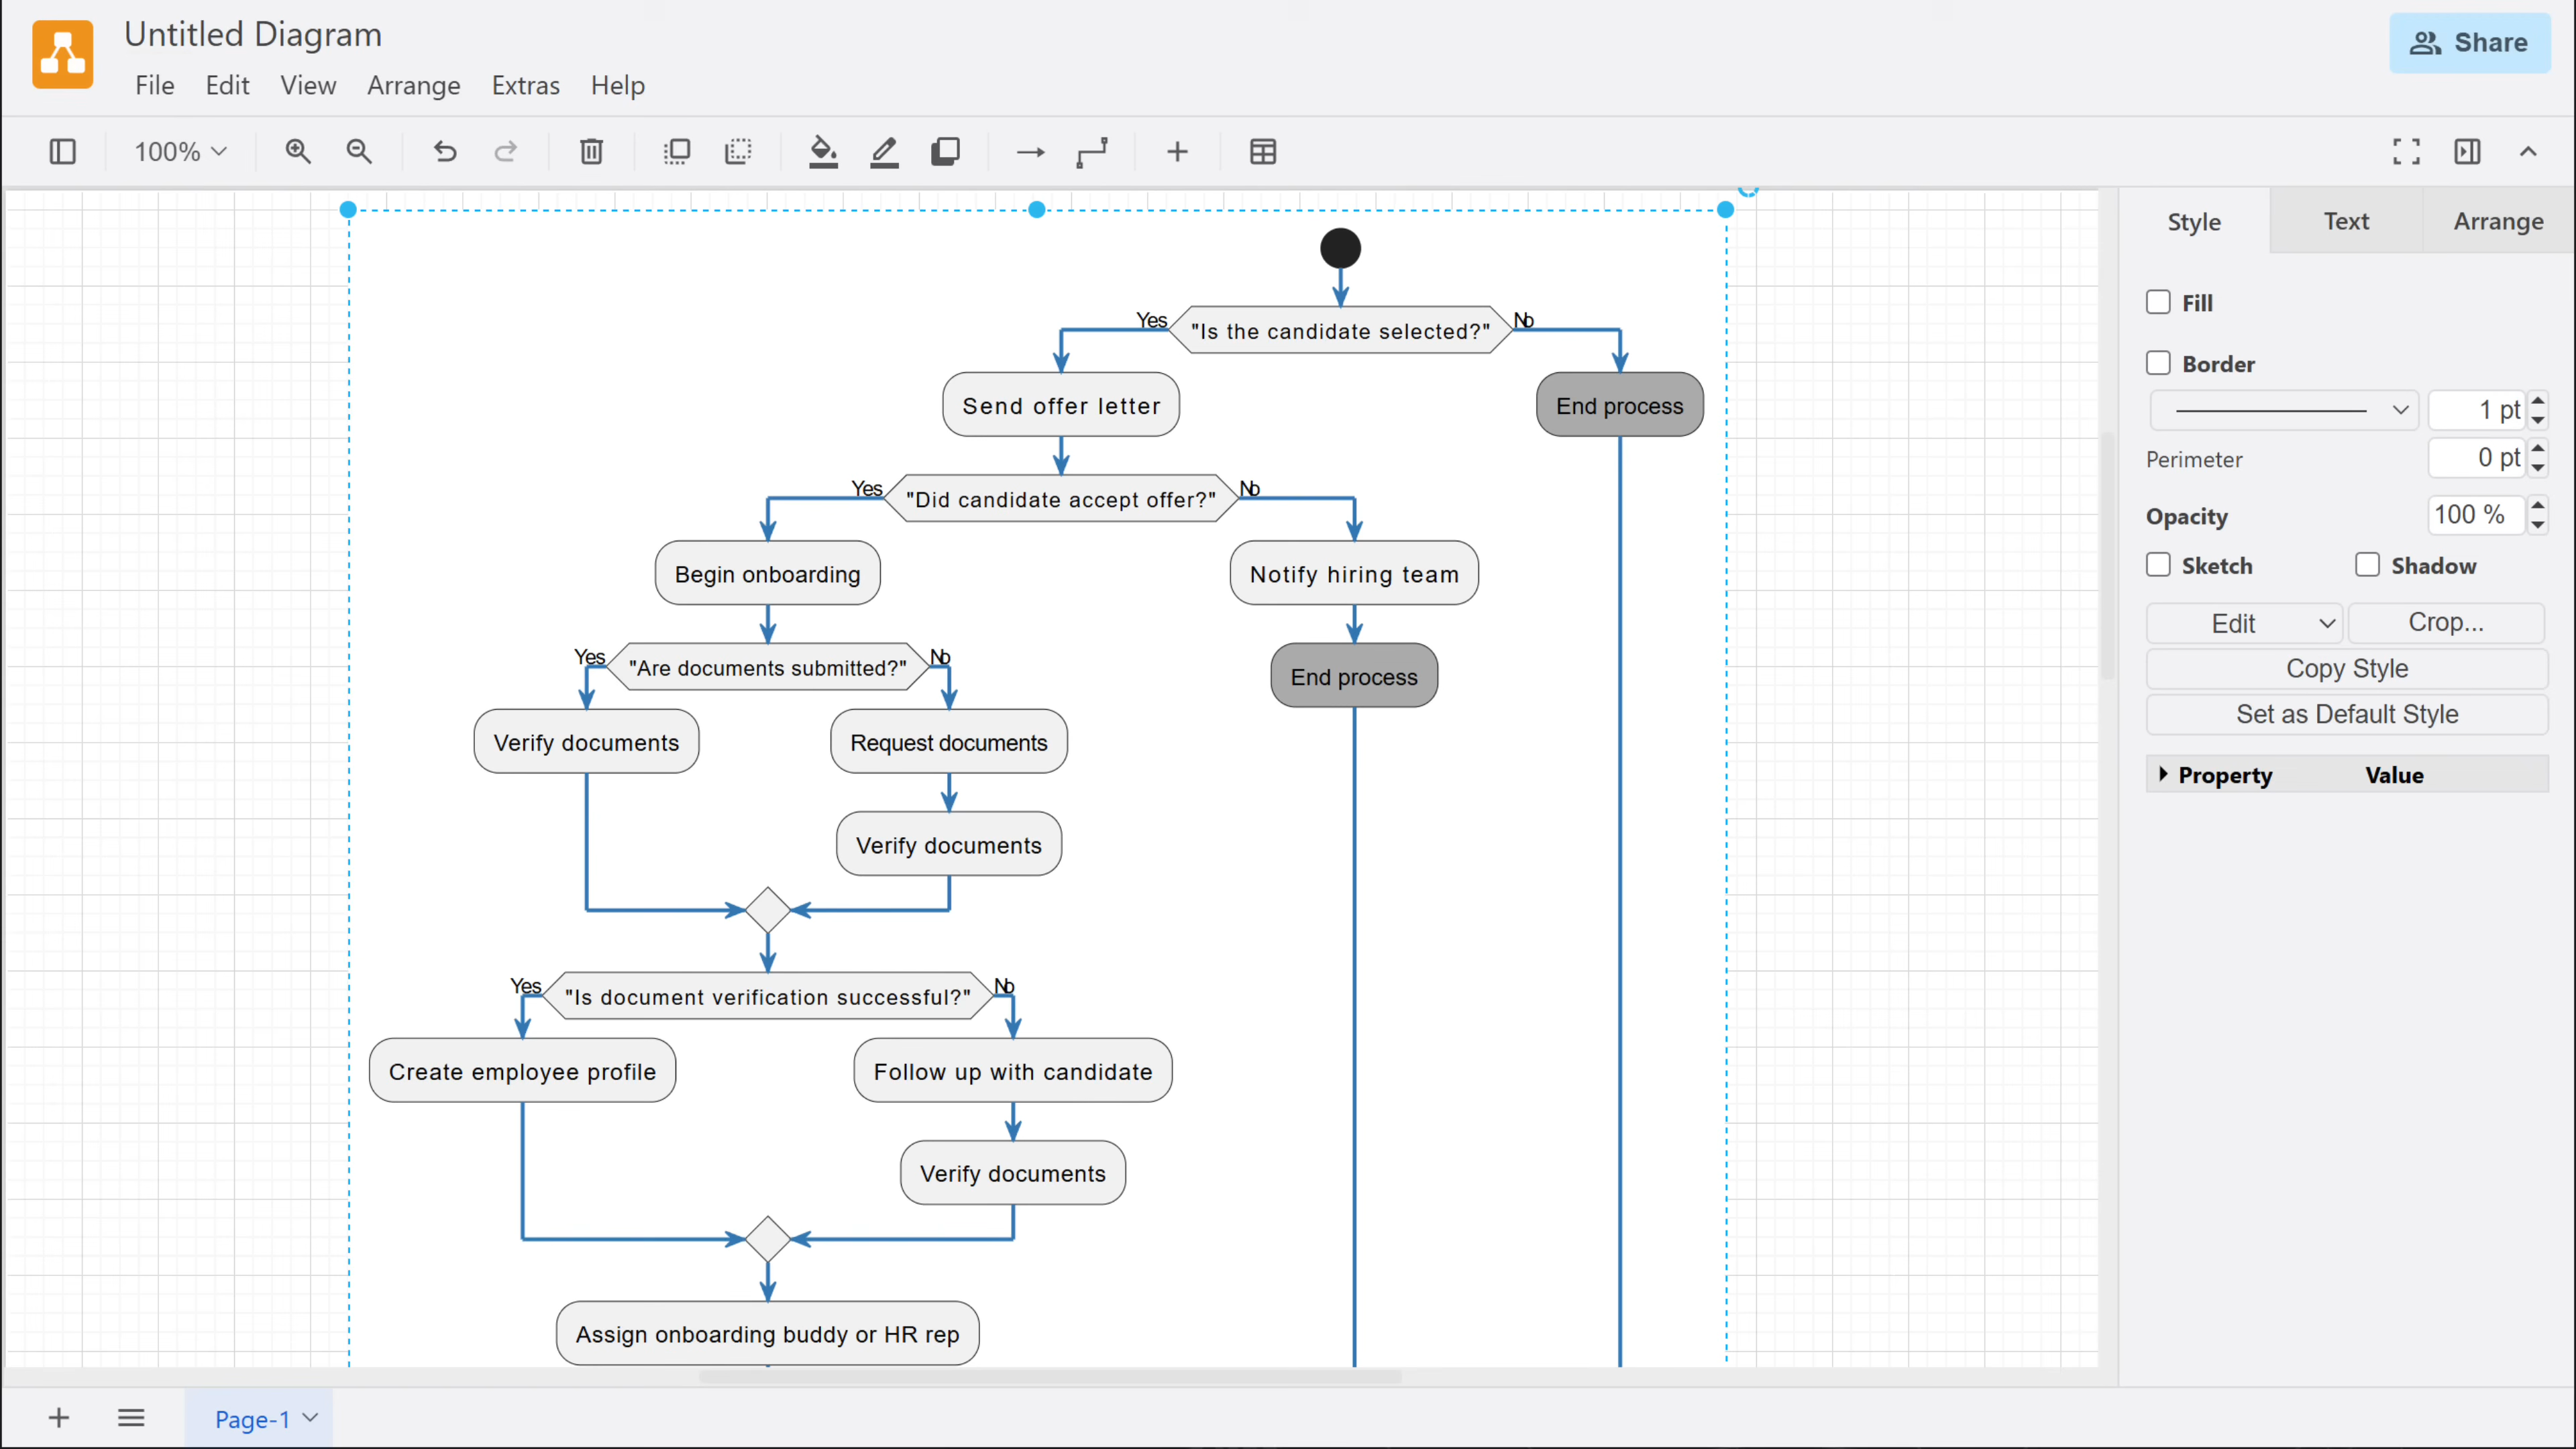 Untitled Diagram
Share
File Edit View Arrange Extras Help
100%
Style Text Arrange
Fill
Border
1 pt
Perimeter 0 pt
Opacity 100 %
Sketch Shadow
Edit Crop...
Copy Style
Set as Default Style
Property Value
Yes "Is the candidate selected?" No
Send offer letter End process
Yes "Did candidate accept offer?" No
Begin onboarding Notify hiring team
Yes "Are documents submitted?" No
End process
Verify documents Request documents
Verify documents
Yes "Is document verification successful?" No
Create employee profile Follow up with candidate
Verify documents
Assign onboarding buddy or HR rep
Page-1